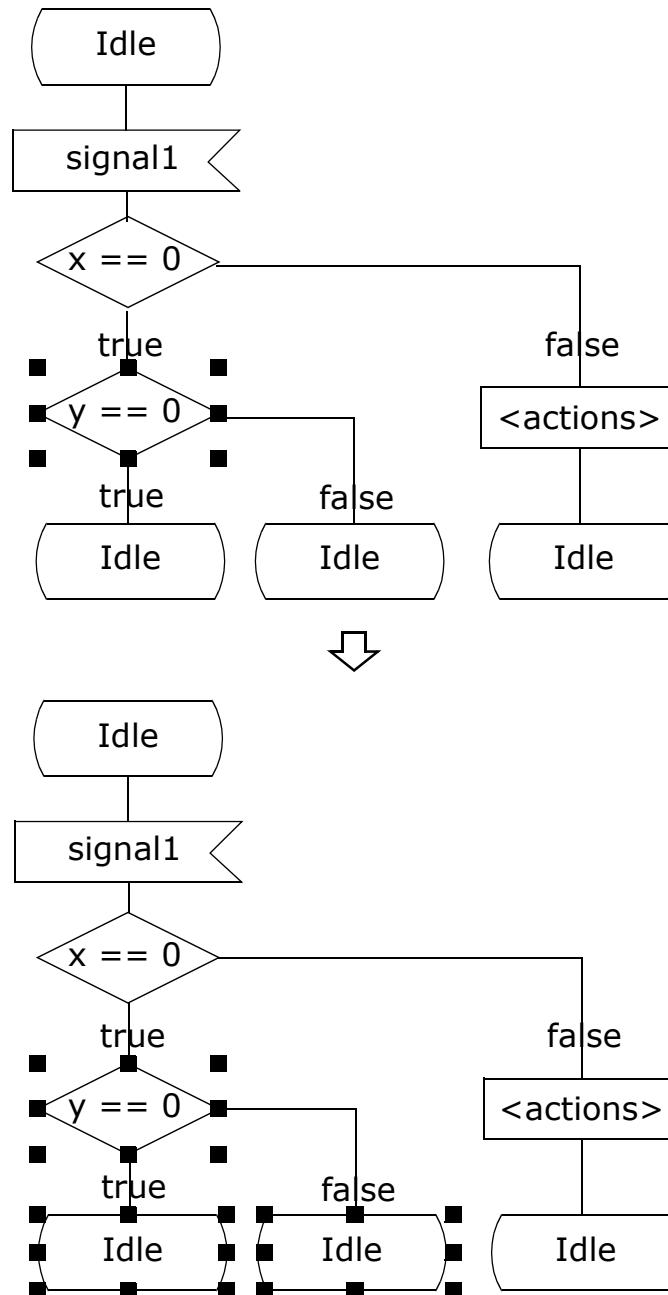 Idle
signal1
x == 0
true
false
y == 0
<actions>
true
false
Idle
Idle
Idle
Idle
signal1
x == 0
true
false
y == 0
<actions>
true
false
Idle
Idle
Idle